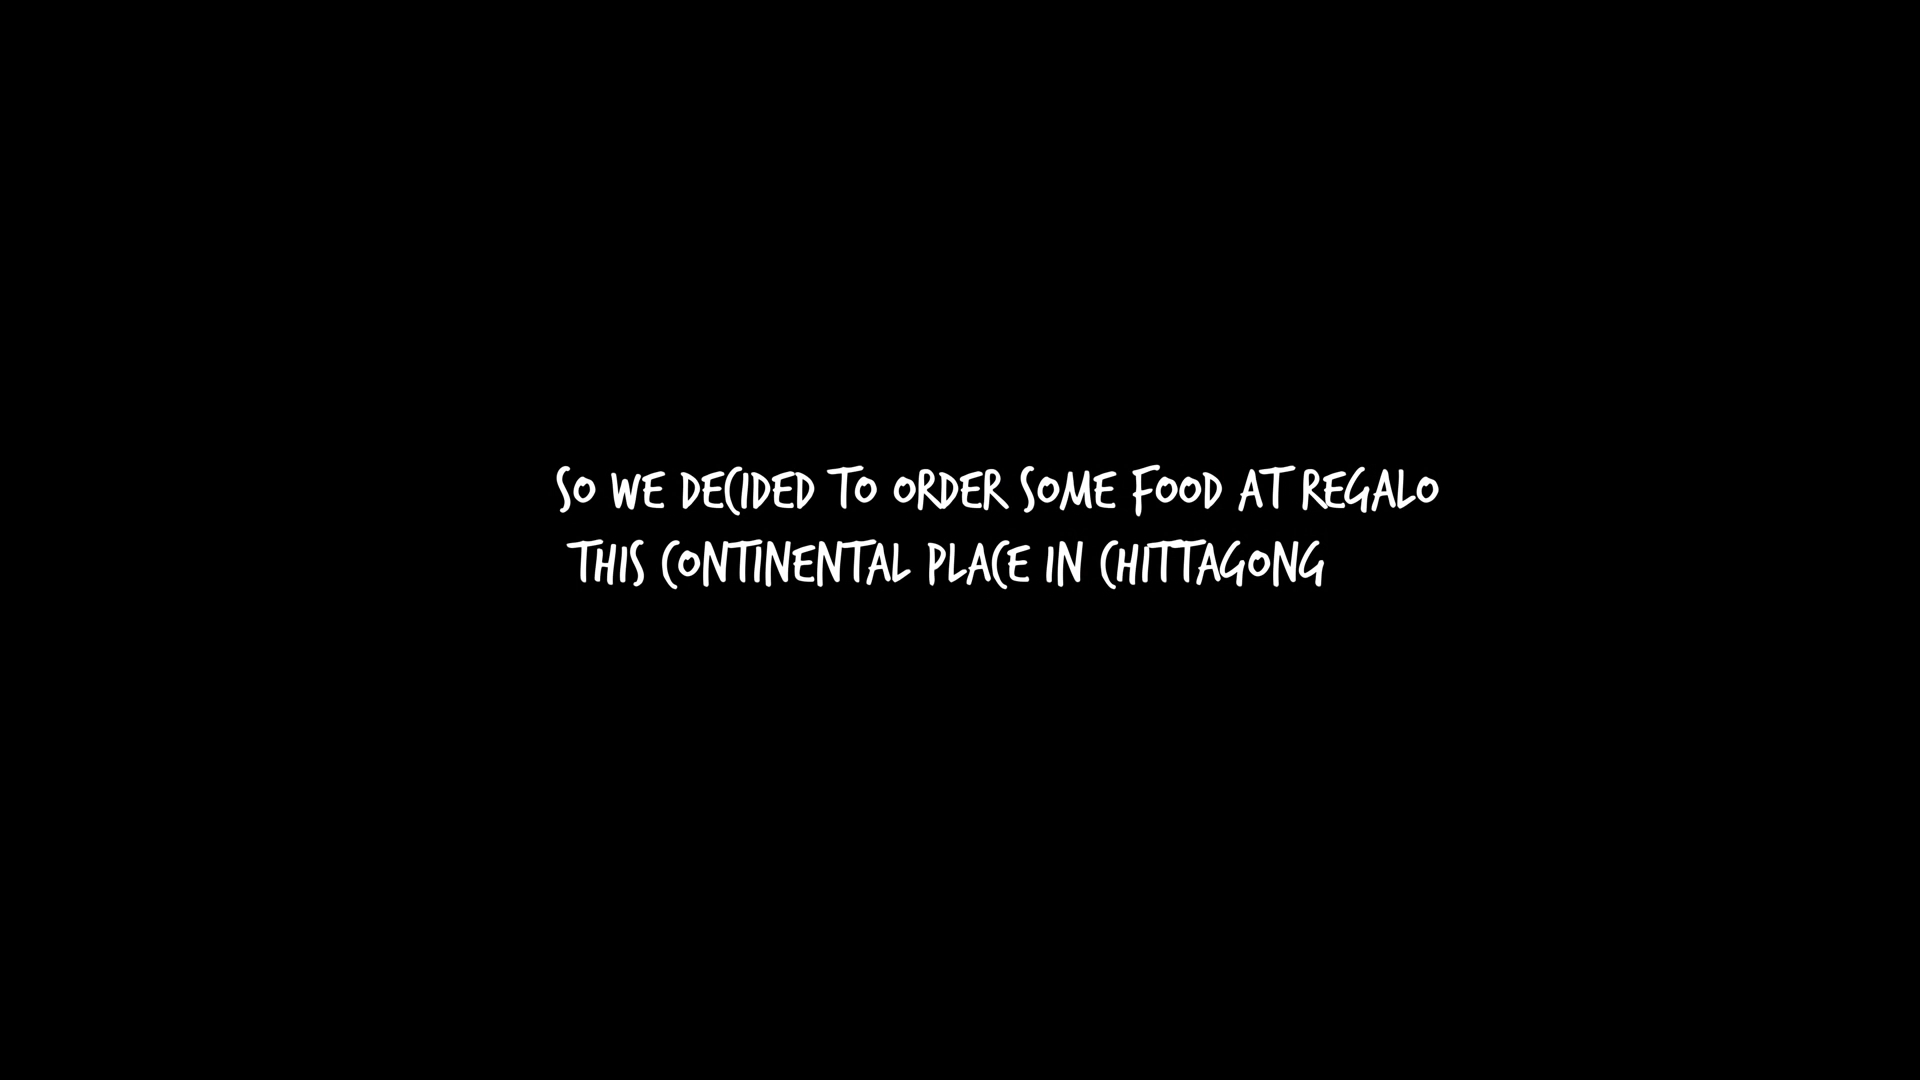 SO WE DECIDED TO ORDER SOME FOOD AT REGALO
THIS CONTINENTAL PLACE IN CHITTAGONG